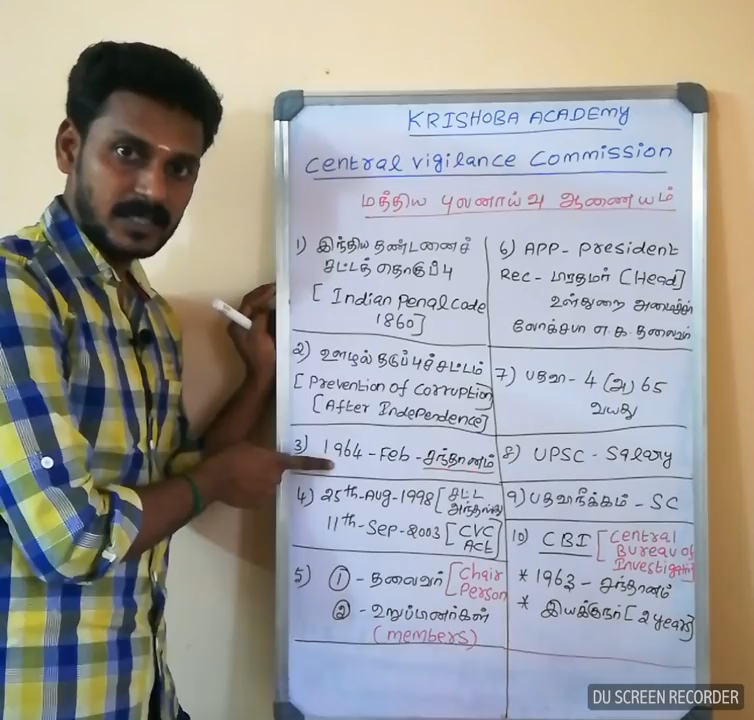 KRISHOBA ACADEMY
Central Vigilance Commission
மத்திய புலனாய்வு ஆணையம்
1) இந்திய தண்டனைச்
சட்டத் தொகுப்பு
[Indian Penal Code
1860]
2) ஊழல் தடுப்புச்சட்டம்
[Prevention of Corruption]
[After Independence]
3) 1964 - Feb - சந்தானம்
4) 25th - Aug - 1998 [சட்ட
அந்தஸ்து
11th - Sep - 2003 [CVC
ACT]
5) ① - தலைவர் [Chair
Person
② - உறுப்பினர்கள்
(members)
6) APP - President
Rec - பிரதமர் [Head]
உள்துறை அமைச்சர்
லோக்சபா எ.க. தலைவர்
7) பதவி - 4 (அ) 65
வயது
8) UPSC - Salary
9) பதவிநீக்கம் - SC
10) CBI [Central
Bureau of
Investigation]
* 1963 - சந்தானம்
* இயக்குநர் [2 years]
DU SCREEN RECORDER